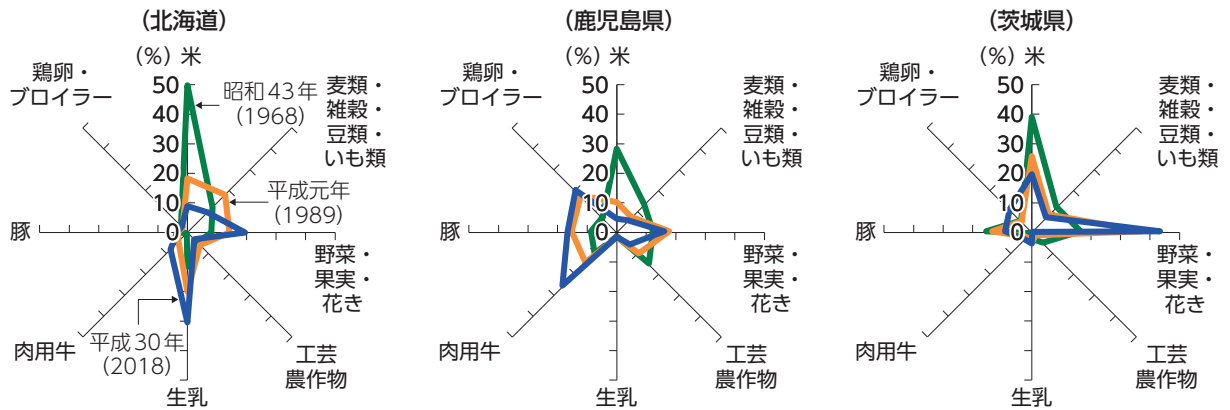 (北海道)
(%) 米
50
40
30
20
10
0
鶏卵・
ブロイラー
昭和43年
(1968)
麦類・
雑穀・
豆類・
いも類
平成元年
(1989)
豚
野菜・
果実・
花き
平成30年
(2018)
肉用牛
工芸
農作物
生乳
(鹿児島県)
(%) 米
50
40
30
20
10
0
鶏卵・
ブロイラー
麦類・
雑穀・
豆類・
いも類
豚
野菜・
果実・
花き
肉用牛
工芸
農作物
生乳
(茨城県)
(%) 米
50
40
30
20
10
0
鶏卵・
ブロイラー
麦類・
雑穀・
豆類・
いも類
豚
野菜・
果実・
花き
肉用牛
工芸
農作物
生乳